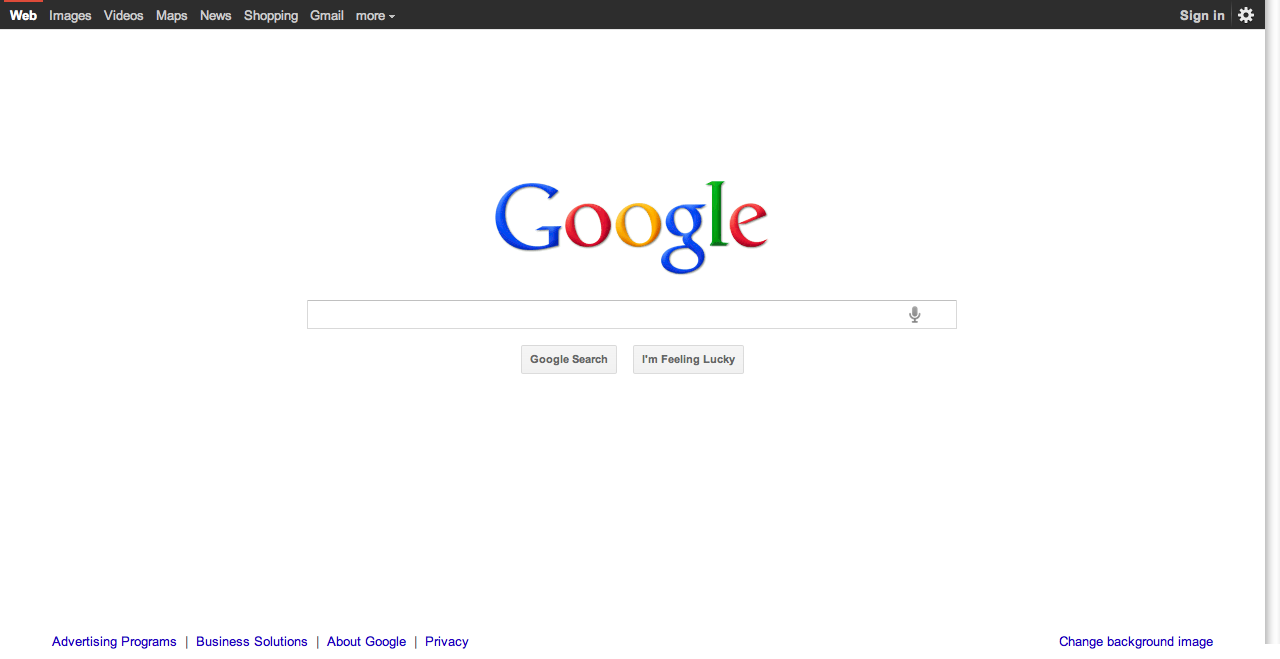 Web Images Videos Maps News Shopping Gmail more Sign in
Google
Google Search I'm Feeling Lucky
Advertising Programs | Business Solutions | About Google | Privacy Change background image